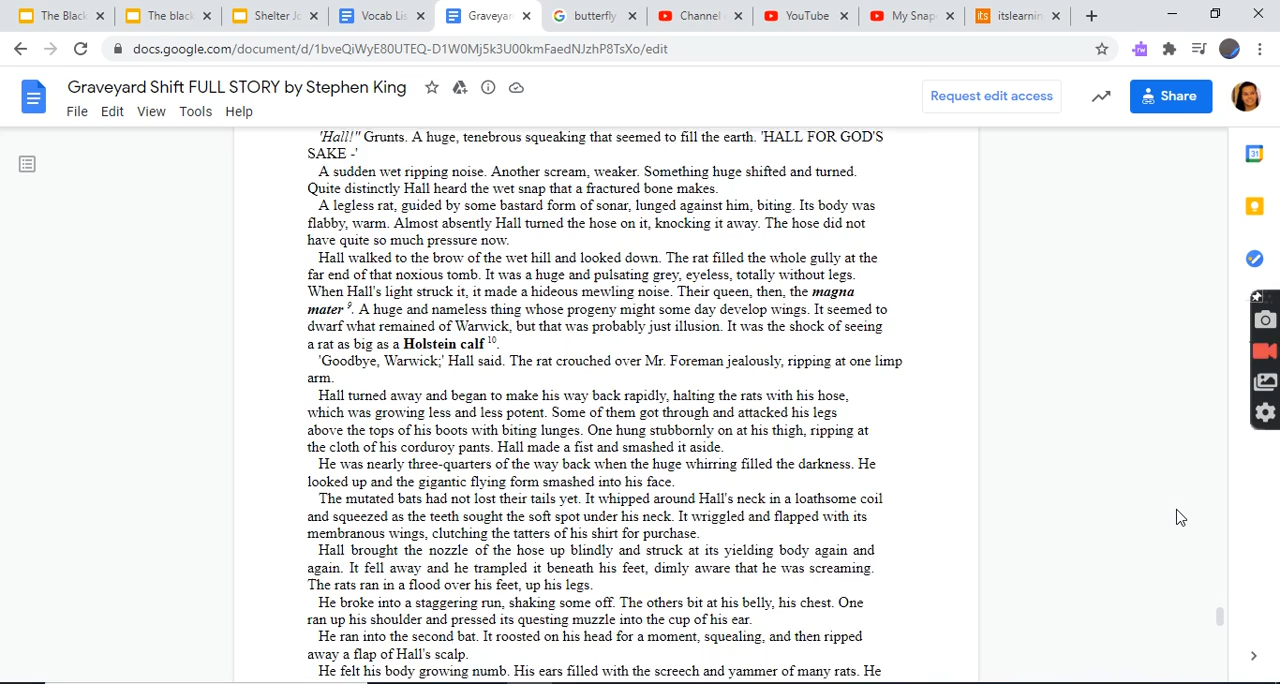 The Black
The black
Shelter Jo
Vocab Lis
Graveyar
butterfly
Channel
YouTube
My Snap
itslearnin
docs.google.com/document/d/1bveQiWyE80UTEQ-D1W0Mj5k3U00kmFaedNJzhP8TsXo/edit
Graveyard Shift FULL STORY by Stephen King
Request edit access
Share
File Edit View Tools Help
'Hall!" Grunts. A huge, tenebrous squeaking that seemed to fill the earth. 'HALL FOR GOD'S
SAKE -'
A sudden wet ripping noise. Another scream, weaker. Something huge shifted and turned.
Quite distinctly Hall heard the wet snap that a fractured bone makes.
A legless rat, guided by some bastard form of sonar, lunged against him, biting. Its body was
flabby, warm. Almost absently Hall turned the hose on it, knocking it away. The hose did not
have quite so much pressure now.
Hall walked to the brow of the wet hill and looked down. The rat filled the whole gully at the
far end of that noxious tomb. It was a huge and pulsating grey, eyeless, totally without legs.
When Hall's light struck it, it made a hideous mewling noise. Their queen, then, the magna
mater 9. A huge and nameless thing whose progeny might some day develop wings. It seemed to
dwarf what remained of Warwick, but that was probably just illusion. It was the shock of seeing
a rat as big as a Holstein calf 10.
'Goodbye, Warwick;' Hall said. The rat crouched over Mr. Foreman jealously, ripping at one limp
arm.
Hall turned away and began to make his way back rapidly, halting the rats with his hose,
which was growing less and less potent. Some of them got through and attacked his legs
above the tops of his boots with biting lunges. One hung stubbornly on at his thigh, ripping at
the cloth of his corduroy pants. Hall made a fist and smashed it aside.
He was nearly three-quarters of the way back when the huge whirring filled the darkness. He
looked up and the gigantic flying form smashed into his face.
The mutated bats had not lost their tails yet. It whipped around Hall's neck in a loathsome coil
and squeezed as the teeth sought the soft spot under his neck. It wriggled and flapped with its
membranous wings, clutching the tatters of his shirt for purchase.
Hall brought the nozzle of the hose up blindly and struck at its yielding body again and
again. It fell away and he trampled it beneath his feet, dimly aware that he was screaming.
The rats ran in a flood over his feet, up his legs.
He broke into a staggering run, shaking some off. The others bit at his belly, his chest. One
ran up his shoulder and pressed its questing muzzle into the cup of his ear.
He ran into the second bat. It roosted on his head for a moment, squealing, and then ripped
away a flap of Hall's scalp.
He felt his body growing numb. His ears filled with the screech and yammer of many rats. He